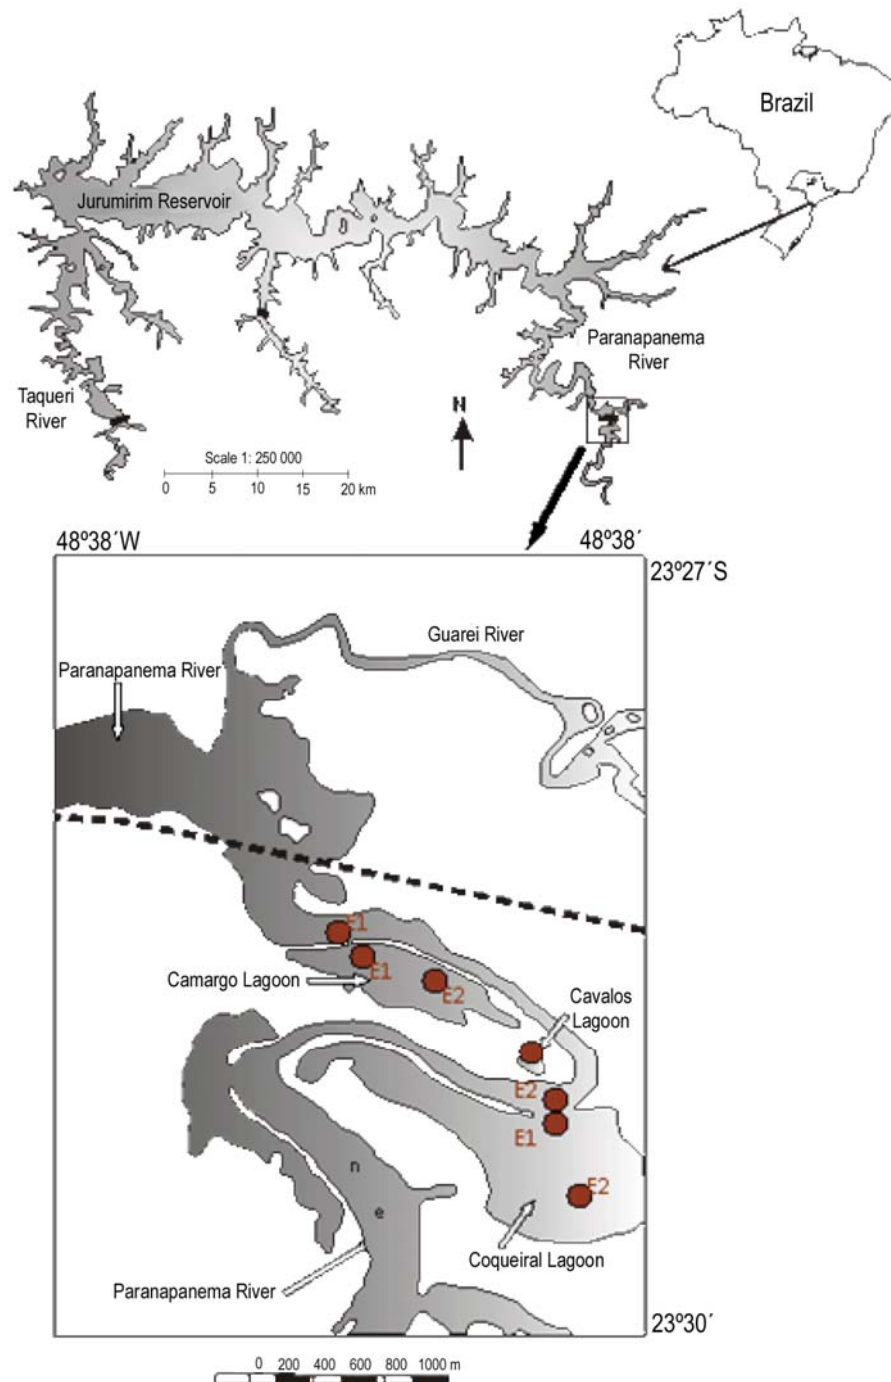 Brazil
Jurumirim Reservoir
Paranapanema
River
Taqueri
River
N
Scale 1: 250 000
0 5 10 15 20 km
48º38´W
48º38´
23º27´S
Guarei River
Paranapanema River
E1
E1
Camargo Lagoon
E2
Cavalos
Lagoon
E2
E1
n
E2
e
Coqueiral Lagoon
Paranapanema River
23º30´
0 200 400 600 800 1000 m